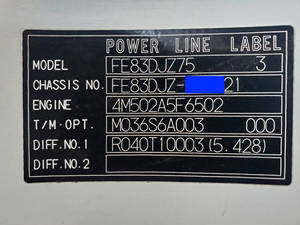 POWER LINE LABEL
MODEL FE83DJZ75 3
CHASSIS NO. FE83DJZ- 21
ENGINE 4M502A5F6502
T/M-OPT. M036S6A003 000
DIFF.NO.1 R040T10003(5.428)
DIFF.NO.2